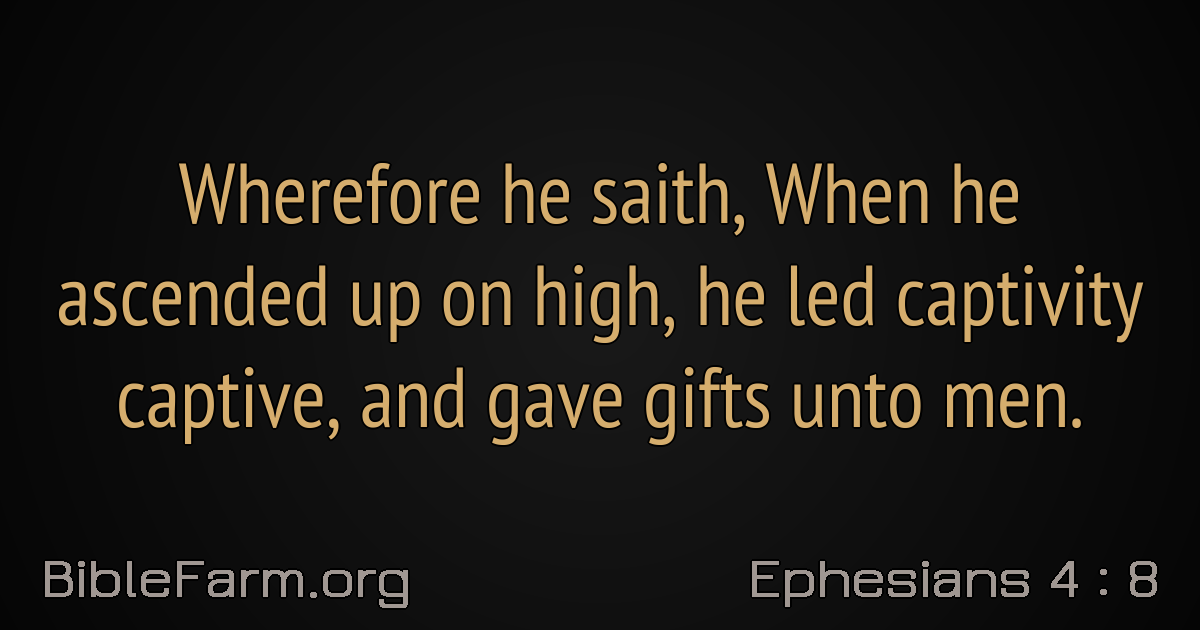 Wherefore he saith, When he
ascended up on high, he led captivity
captive, and gave gifts unto men.
BibleFarm.org
Ephesians 4 : 8